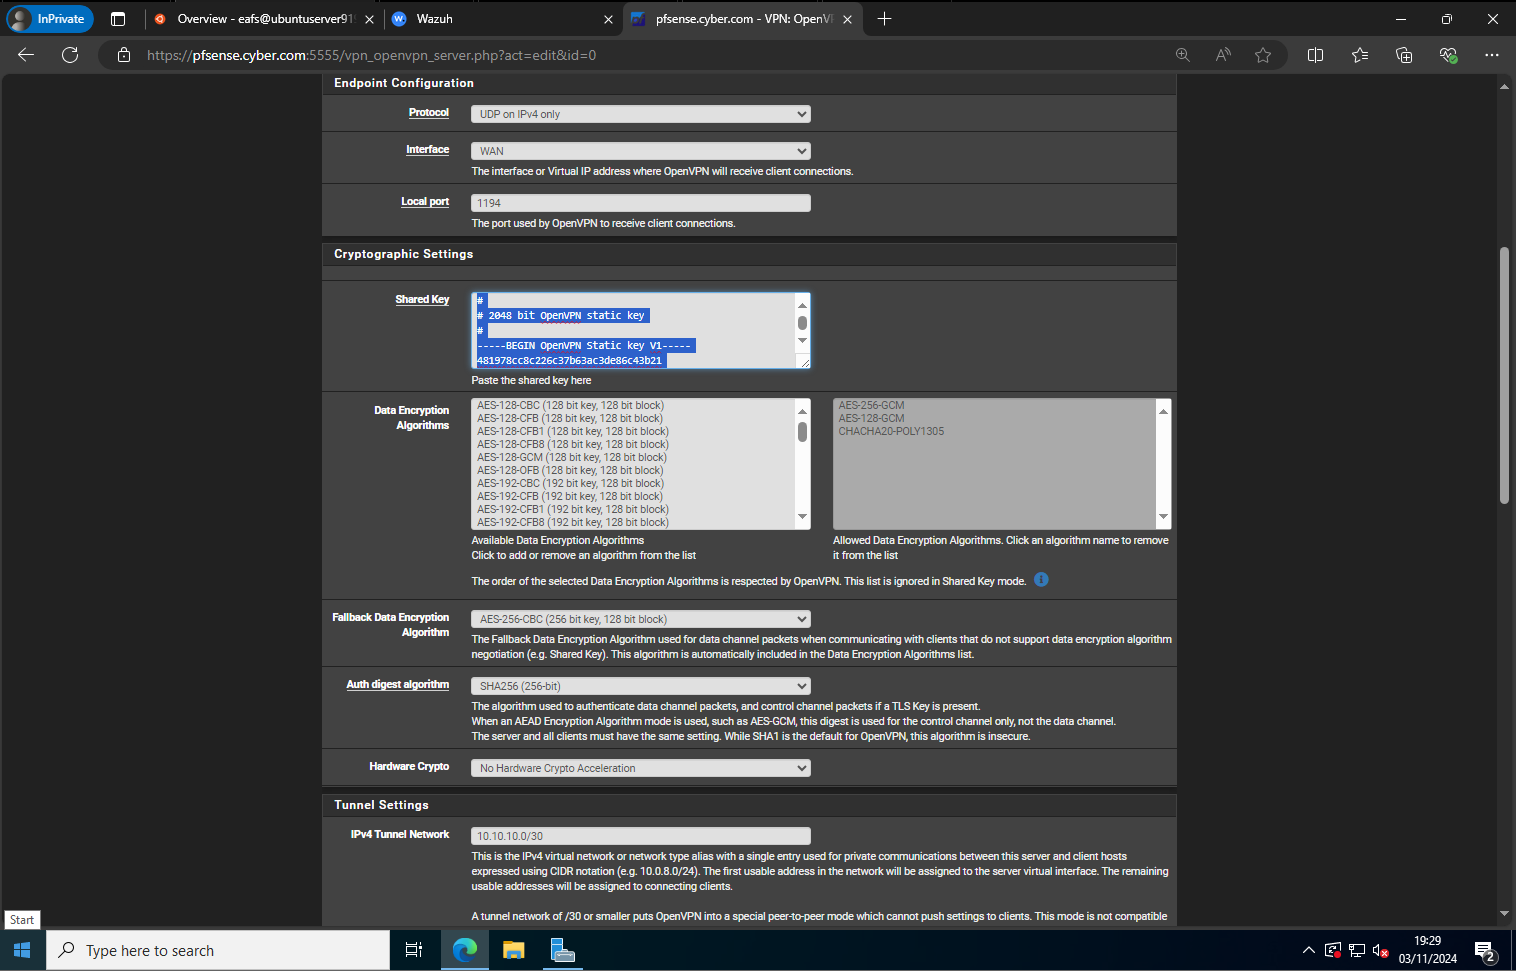 InPrivate
Overview - eafs@ubuntuserver91
Wazuh
pfsense.cyber.com - VPN: OpenV
https://pfsense.cyber.com:5555/vpn_openvpn_server.php?act=edit&id=0
Endpoint Configuration
Protocol
UDP on IPv4 only
Interface
WAN
The interface or Virtual IP address where OpenVPN will receive client connections.
Local port
1194
The port used by OpenVPN to receive client connections.
Cryptographic Settings
Shared Key
#
# 2048 bit OpenVPN static key
#
-----BEGIN OpenVPN Static key V1-----
481978cc8c226c37b63ac3de86c43b21
Paste the shared key here
Data Encryption
Algorithms
AES-128-CBC (128 bit key, 128 bit block)
AES-128-CFB (128 bit key, 128 bit block)
AES-128-CFB1 (128 bit key, 128 bit block)
AES-128-CFB8 (128 bit key, 128 bit block)
AES-128-GCM (128 bit key, 128 bit block)
AES-128-OFB (128 bit key, 128 bit block)
AES-192-CBC (192 bit key, 128 bit block)
AES-192-CFB (192 bit key, 128 bit block)
AES-192-CFB1 (192 bit key, 128 bit block)
AES-192-CFB8 (192 bit key, 128 bit block)
AES-256-GCM
AES-128-GCM
CHACHA20-POLY1305
Available Data Encryption Algorithms
Click to add or remove an algorithm from the list
Allowed Data Encryption Algorithms. Click an algorithm name to remove
it from the list
The order of the selected Data Encryption Algorithms is respected by OpenVPN. This list is ignored in Shared Key mode.
Fallback Data Encryption
Algorithm
AES-256-CBC (256 bit key, 128 bit block)
The Fallback Data Encryption Algorithm used for data channel packets when communicating with clients that do not support data encryption algorithm
negotiation (e.g. Shared Key). This algorithm is automatically included in the Data Encryption Algorithms list.
Auth digest algorithm
SHA256 (256-bit)
The algorithm used to authenticate data channel packets, and control channel packets if a TLS Key is present.
When an AEAD Encryption Algorithm mode is used, such as AES-GCM, this digest is used for the control channel only, not the data channel.
The server and all clients must have the same setting. While SHA1 is the default for OpenVPN, this algorithm is insecure.
Hardware Crypto
No Hardware Crypto Acceleration
Tunnel Settings
IPv4 Tunnel Network
10.10.10.0/30
This is the IPv4 virtual network or network type alias with a single entry used for private communications between this server and client hosts
expressed using CIDR notation (e.g. 10.0.8.0/24). The first usable address in the network will be assigned to the server virtual interface. The remaining
usable addresses will be assigned to connecting clients.
A tunnel network of /30 or smaller puts OpenVPN into a special peer-to-peer mode which cannot push settings to clients. This mode is not compatible
Start
Type here to search
19:29
03/11/2024
2